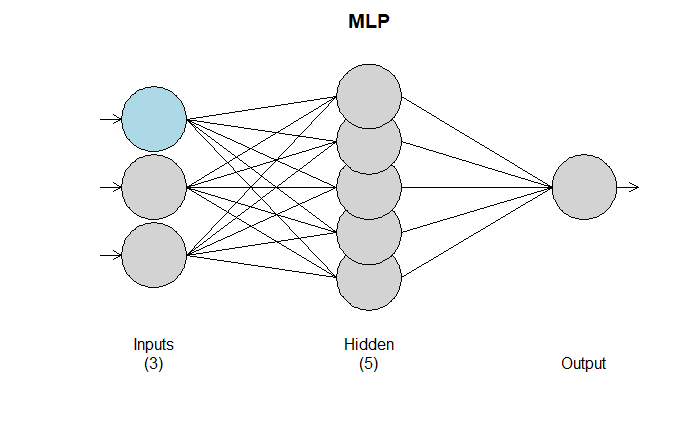 MLP
Inputs
(3)
Hidden
(5)
Output